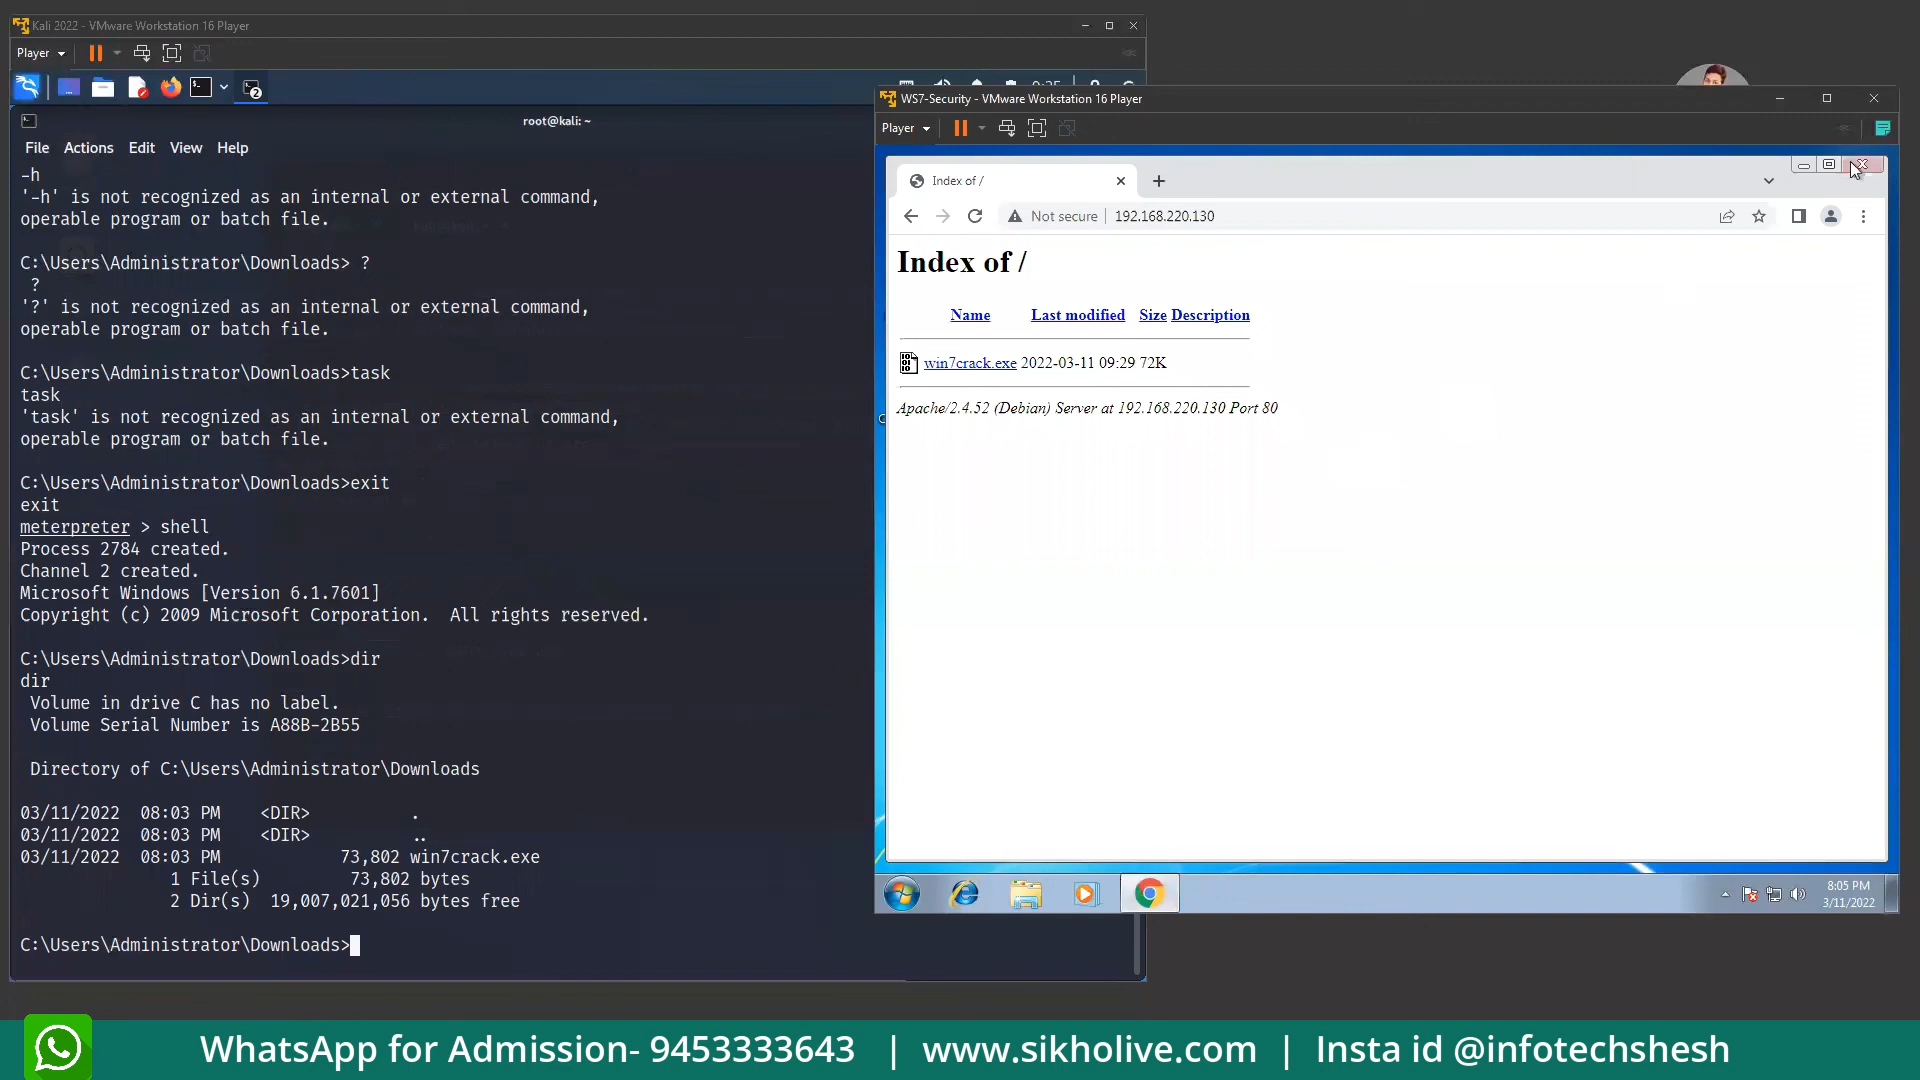 Kali 2022 - VMware Workstation 16 Player
Player
root@kali: ~
File Actions Edit View Help
-h
'-h' is not recognized as an internal or external command,
operable program or batch file.
C:\Users\Administrator\Downloads> ?
?
'?' is not recognized as an internal or external command,
operable program or batch file.
C:\Users\Administrator\Downloads>task
task
'task' is not recognized as an internal or external command,
operable program or batch file.
C:\Users\Administrator\Downloads>exit
exit
meterpreter > shell
Process 2784 created.
Channel 2 created.
Microsoft Windows [Version 6.1.7601]
Copyright (c) 2009 Microsoft Corporation.  All rights reserved.
C:\Users\Administrator\Downloads>dir
dir
Volume in drive C has no label.
Volume Serial Number is A88B-2B55
Directory of C:\Users\Administrator\Downloads
03/11/2022  08:03 PM    <DIR>          .
03/11/2022  08:03 PM    <DIR>          ..
03/11/2022  08:03 PM            73,802 win7crack.exe
1 File(s)         73,802 bytes
2 Dir(s)  19,007,021,056 bytes free
C:\Users\Administrator\Downloads>
WS7-Security - VMware Workstation 16 Player
Player
Index of /
Not secure 192.168.220.130
Index of /
Name Last modified Size Description
win7crack.exe 2022-03-11 09:29 72K
Apache/2.4.52 (Debian) Server at 192.168.220.130 Port 80
8:05 PM
3/11/2022
WhatsApp for Admission- 9453333643 | www.sikholive.com | Insta id @infotechshesh